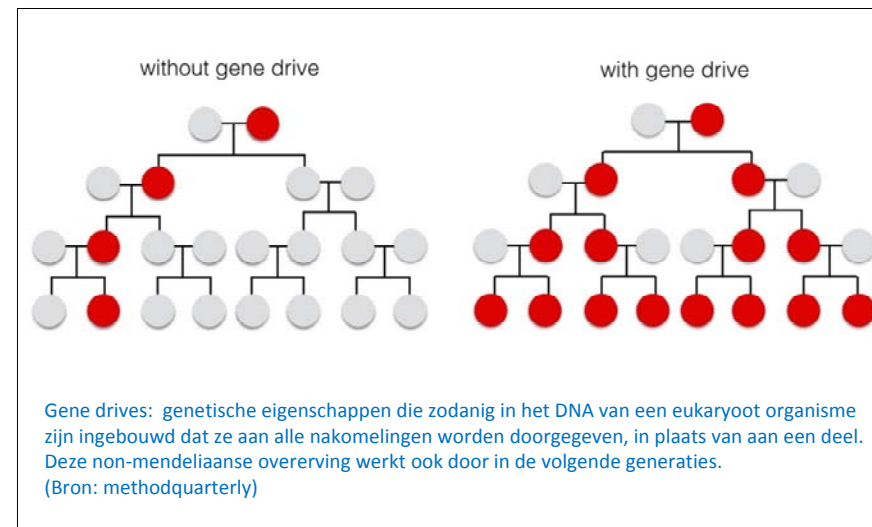 without gene drive
with gene drive
Gene drives: genetische eigenschappen die zodanig in het DNA van een eukaryoot organisme
zijn ingebouwd dat ze aan alle nakomelingen worden doorgegeven, in plaats van aan een deel.
Deze non-mendeliaanse overerving werkt ook door in de volgende generaties.
(Bron: methodquarterly)